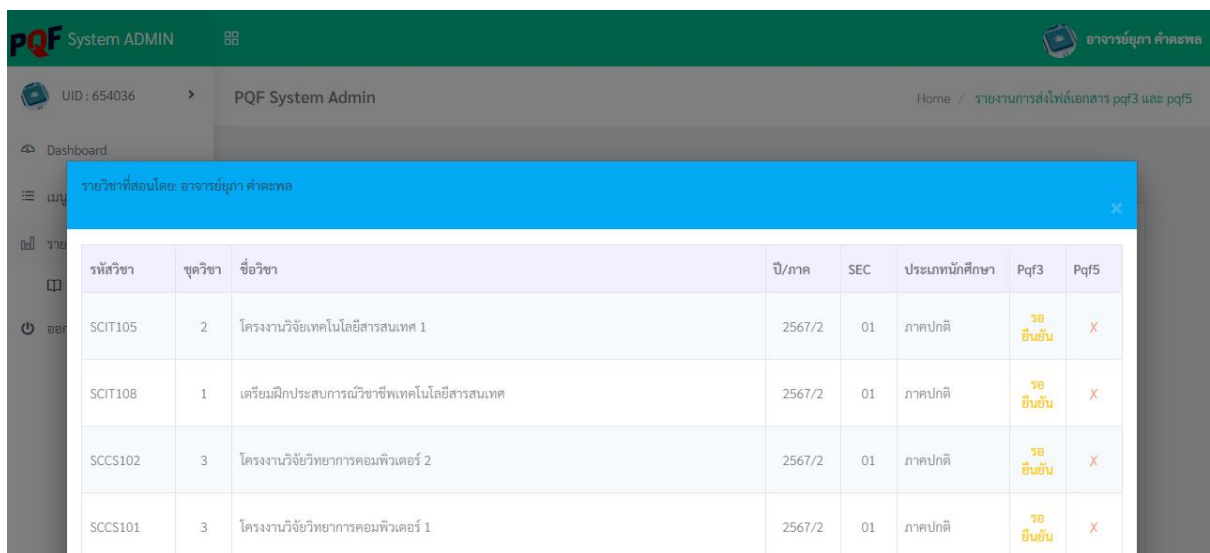 PQF System ADMIN
อาจารย์ยุภา คำตะพล
UID : 654036
PQF System Admin
Home / รายงานการส่งไฟล์เอกสาร pqf3 และ pqf5
Dashboard
รายวิชาที่สอนโดย: อาจารย์ยุภา คำตะพล
เมนู
×
ราย
รหัสวิชา ชุดวิชา ชื่อวิชา ปี/ภาค SEC ประเภทนักศึกษา Pqf3 Pqf5
SCIT105 2 โครงงานวิจัยเทคโนโลยีสารสนเทศ 1 2567/2 01 ภาคปกติ รอ ยืนยัน X
ออก
SCIT108 1 เตรียมฝึกประสบการณ์วิชาชีพเทคโนโลยีสารสนเทศ 2567/2 01 ภาคปกติ รอ ยืนยัน X
SCCS102 3 โครงงานวิจัยวิทยาการคอมพิวเตอร์ 2 2567/2 01 ภาคปกติ รอ ยืนยัน X
SCCS101 3 โครงงานวิจัยวิทยาการคอมพิวเตอร์ 1 2567/2 01 ภาคปกติ รอ ยืนยัน X